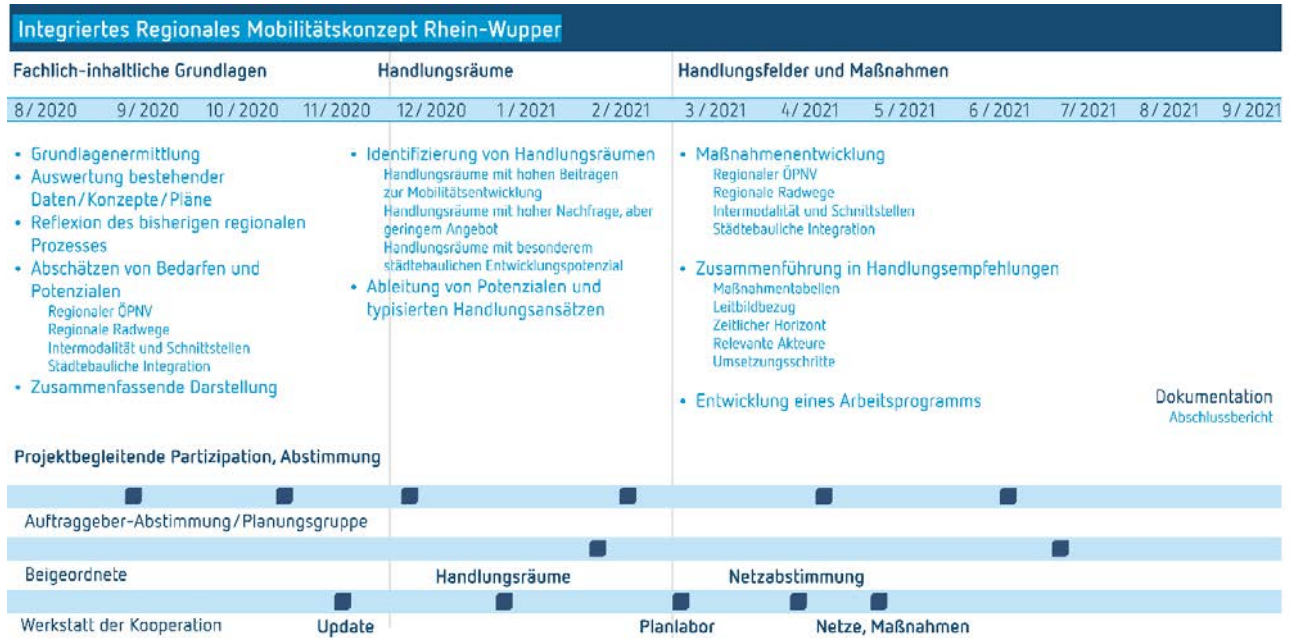 Integriertes Regionales Mobilitätskonzept Rhein-Wupper
Fachlich-inhaltliche Grundlagen
Handlungsräume
Handlungsfelder und Maßnahmen
8/2020 9/2020 10/2020 11/2020 12/2020 1/2021 2/2021 3/2021 4/2021 5/2021 6/2021 7/2021 8/2021 9/2021
• Grundlagenermittlung
• Auswertung bestehender
Daten/Konzepte/Pläne
• Reflexion des bisherigen regionalen
Prozesses
• Abschätzen von Bedarfen und
Potenzialen
Regionaler ÖPNV
Regionale Radwege
Intermodalität und Schnittstellen
Städtebauliche Integration
• Zusammenfassende Darstellung
• Identifizierung von Handlungsräumen
Handlungsräume mit hohen Beiträgen
zur Mobilitätsentwicklung
Handlungsräume mit hoher Nachfrage, aber
geringem Angebot
Handlungsräume mit besonderem
städtebaulichen Entwicklungspotenzial
• Ableitung von Potenzialen und
typisierten Handlungsansätzen
• Maßnahmenentwicklung
Regionaler ÖPNV
Regionale Radwege
Intermodalität und Schnittstellen
Städtebauliche Integration
• Zusammenführung in Handlungsempfehlungen
Maßnahmentabellen
Leitbildbezug
Zeitlicher Horizont
Relevante Akteure
Umsetzungsschritte
• Entwicklung eines Arbeitsprogramms
Dokumentation
Abschlussbericht
Projektbegleitende Partizipation, Abstimmung
Auftraggeber-Abstimmung/Planungsgruppe
Beigeordnete
Handlungsräume
Netzabstimmung
Werkstatt der Kooperation
Update
Planlabor
Netze, Maßnahmen